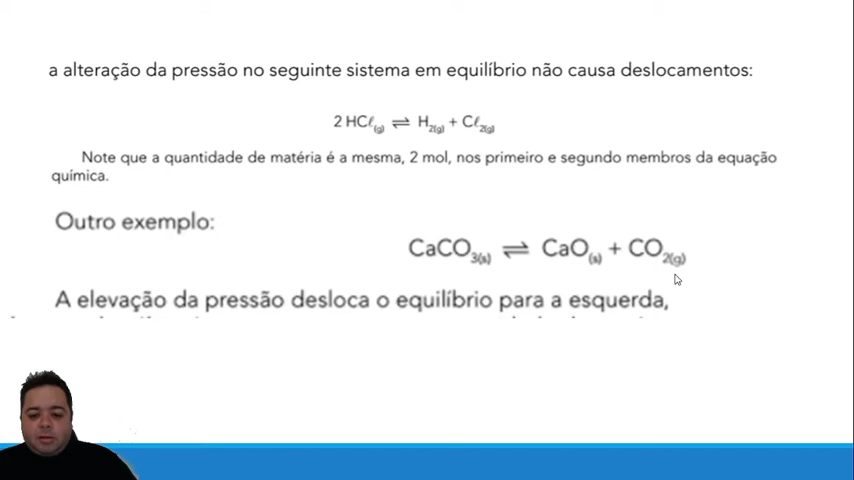 a alteração da pressão no seguinte sistema em equilíbrio não causa deslocamentos:
2 HCℓ(g) ⇌ H2(g) + Cℓ2(g)
Note que a quantidade de matéria é a mesma, 2 mol, nos primeiro e segundo membros da equação
química.
Outro exemplo:
CaCO3(s) ⇌ CaO(s) + CO2(g)
A elevação da pressão desloca o equilíbrio para a esquerda,